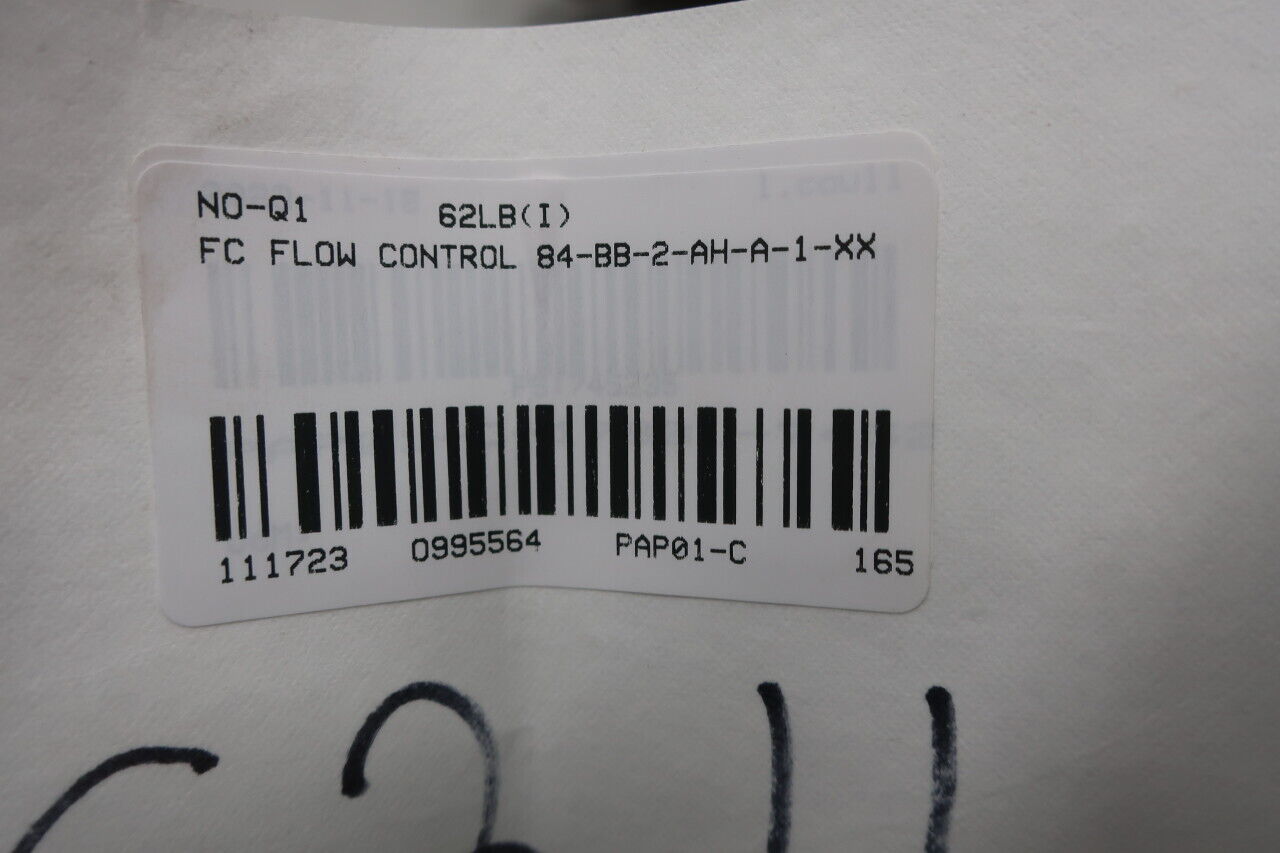 NO-Q1 62LB(I)
FC FLOW CONTROL 84-BB-2-AH-A-1-XX
111723 0995564 PAP01-C 165